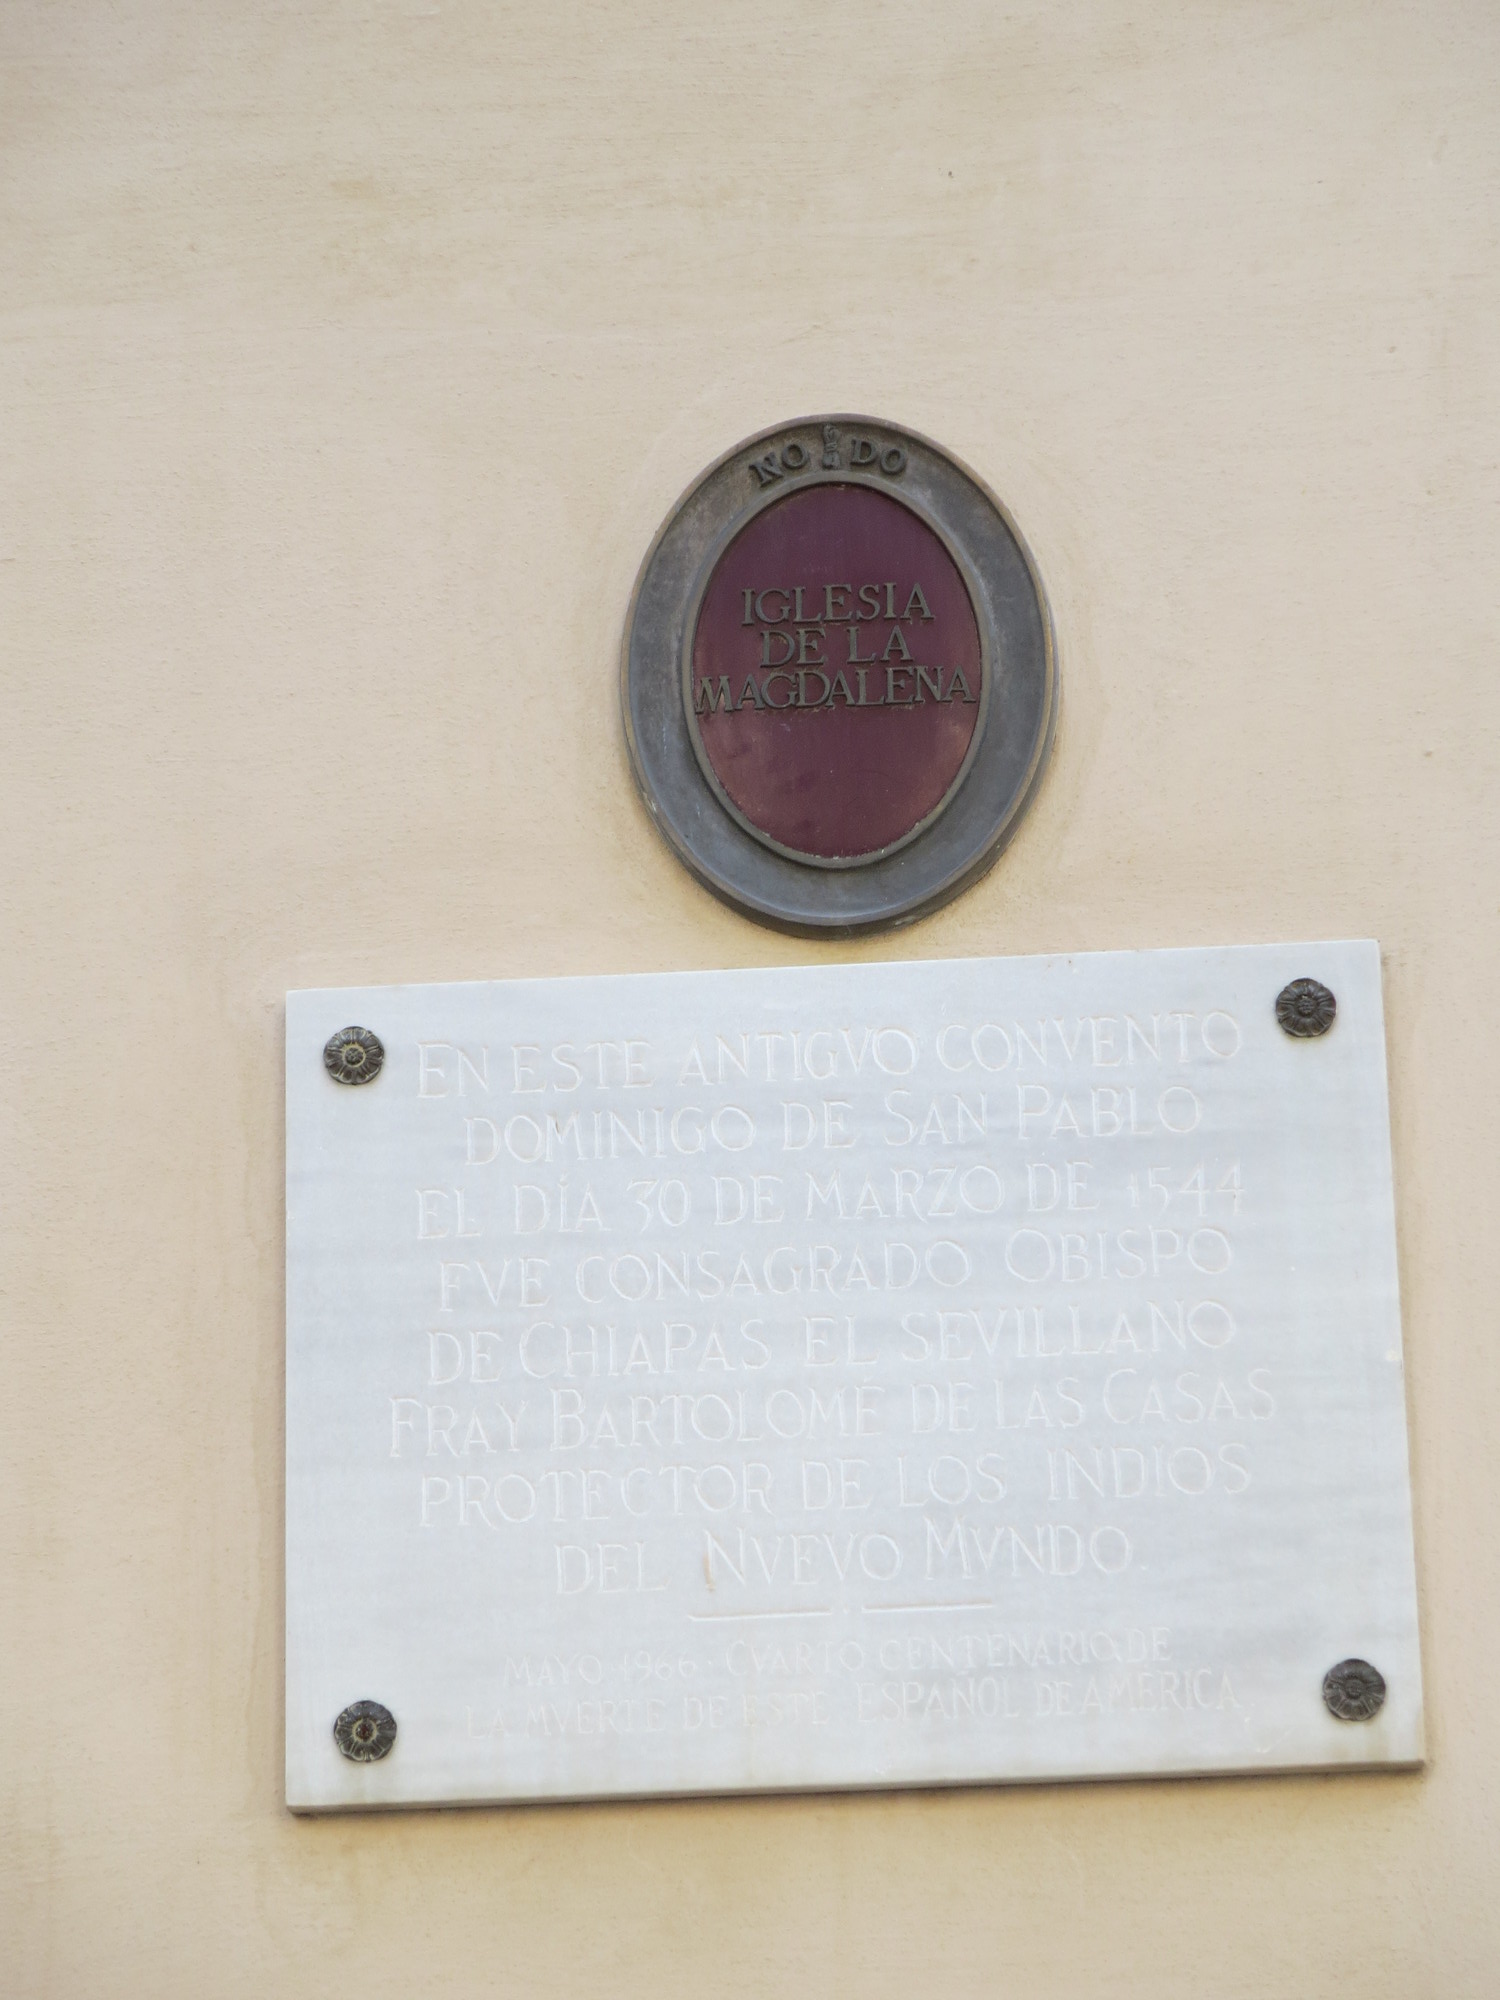 NO DO
IGLESIA
DE LA
MAGDALENA
EN ESTE ANTIGVO CONVENTO
DOMINIGO DE SAN PABLO
EL DÍA 30 DE MARZO DE 1544
FVE CONSAGRADO OBISPO
DE CHIAPAS EL SEVILLANO
FRAY BARTOLOMÉ DE LAS CASAS
PROTECTOR DE LOS INDIOS
DEL NVEVO MVNDO.
MAYO·1966·CVARTO CENTENARIO DE
LA MVERTE DE ESTE ESPAÑOL DE AMÉRICA